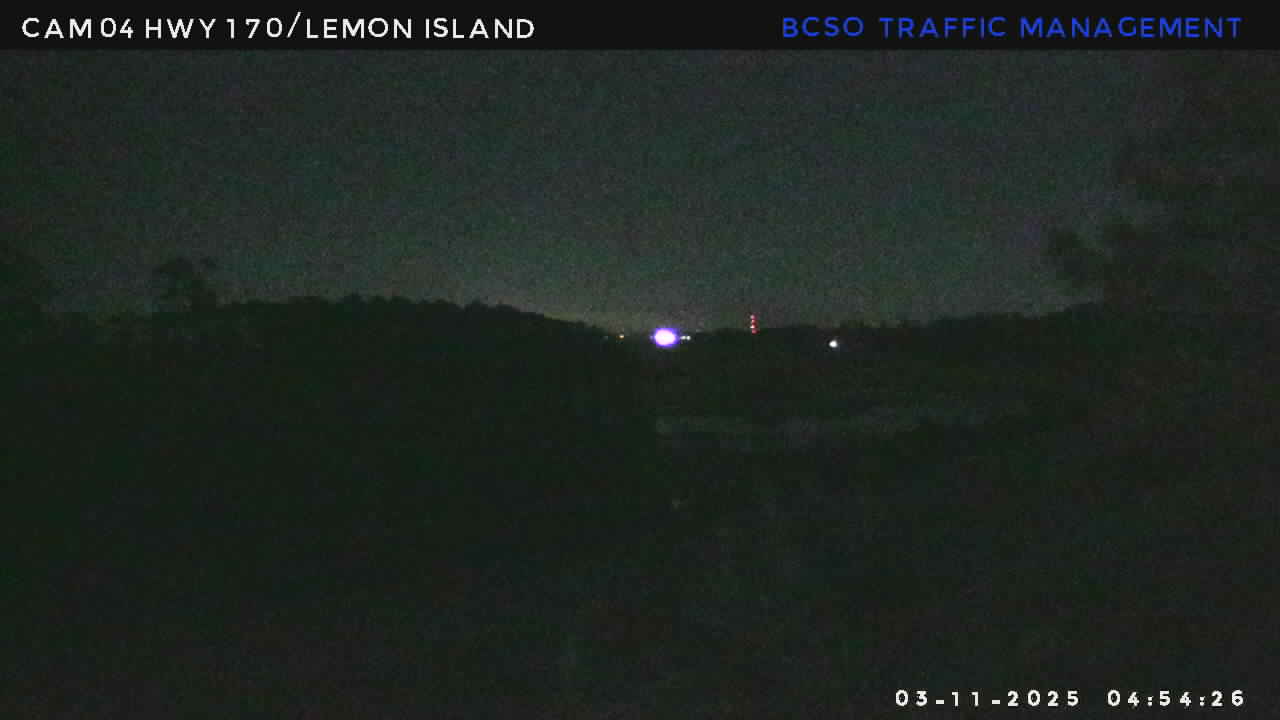 CAM04 HWY 170/LEMON ISLAND
BCSO TRAFFIC MANAGEMENT
03-11-2025 04:54:26